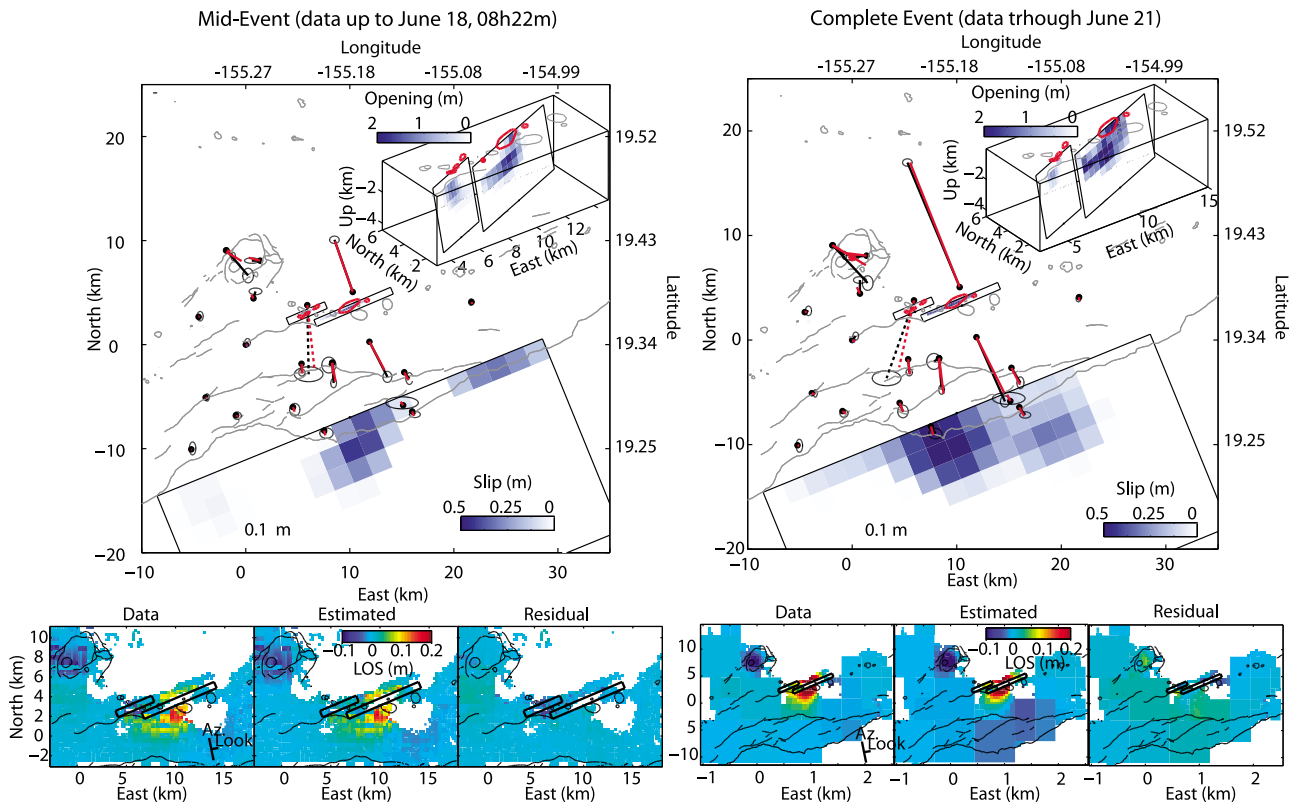 Mid-Event (data up to June 18, 08h22m)
Longitude
-155.27 -155.18 -155.08 -154.99
Opening (m)
2 1 0
Up (km)
−2
−4
6 4 2
North (km)
4 6 8 10 12
East (km)
20
10
0
−10
−20
North (km)
19.52
19.43
19.34
19.25
Latitude
Slip (m)
0.5 0.25 0
0.1 m
−10 0 10 20 30
East (km)
Complete Event (data trhough June 21)
Longitude
-155.27 -155.18 -155.08 -154.99
Opening (m)
2 1 0
Up (km)
−2
−4
6 4 2
North (km)
5 10 15
East (km)
20
10
0
−10
−20
North (km)
19.52
19.43
19.34
19.25
Latitude
Slip (m)
0.5 0.25 0
0.1 m
−10 0 10 20 30
East (km)
Data Estimated Residual
−0.1 0 0.1 0.2
LOS (m)
10
8
6
4
2
0
−2
North (km)
Az.
Look
0 5 10 15 0 5 10 15 0 5 10 15
East (km) East (km) East (km)
Data Estimated Residual
−0.1 0 0.1 0.2
LOS (m)
10
5
0
5
−10
North (km)
Az.
Look
−1 0 1 2 −1 0 1 2 −1 0 1 2
East (km) East (km) East (km)